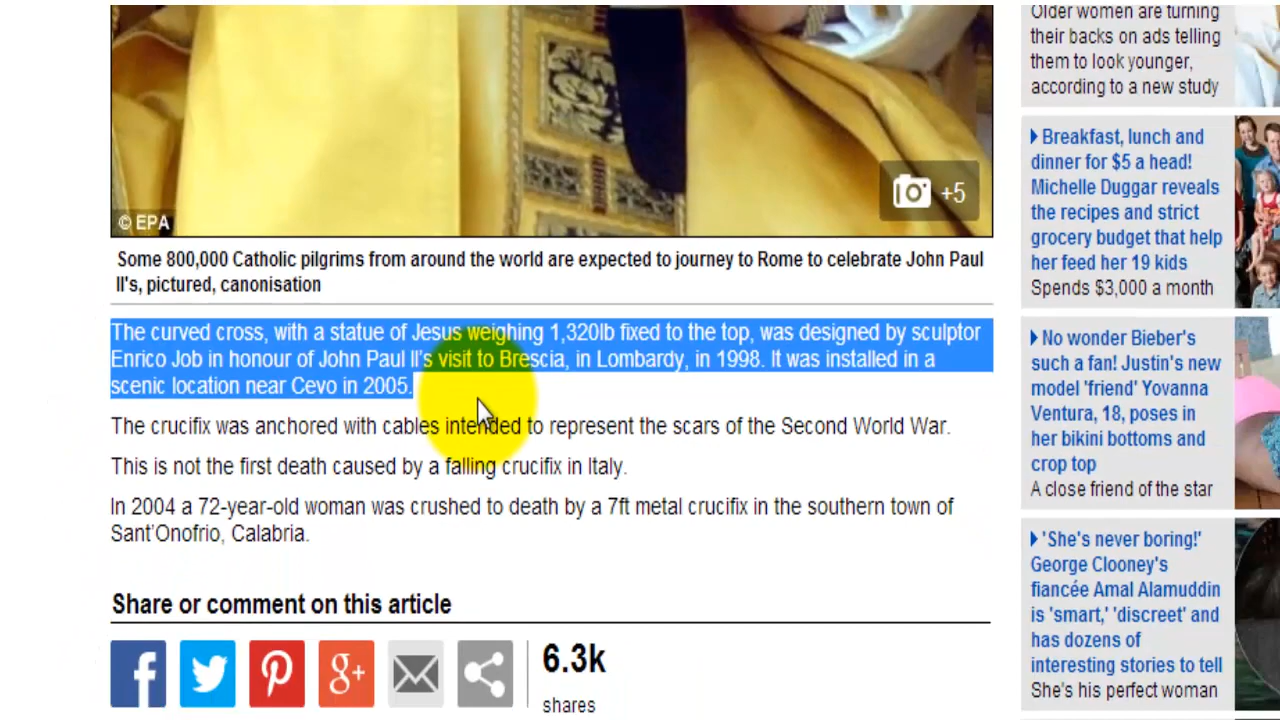 © EPA
+5
Some 800,000 Catholic pilgrims from around the world are expected to journey to Rome to celebrate John Paul
II's, pictured, canonisation
The curved cross, with a statue of Jesus weighing 1,320lb fixed to the top, was designed by sculptor
Enrico Job in honour of John Paul II's visit to Brescia, in Lombardy, in 1998. It was installed in a
scenic location near Cevo in 2005.
The crucifix was anchored with cables intended to represent the scars of the Second World War.
This is not the first death caused by a falling crucifix in Italy.
In 2004 a 72-year-old woman was crushed to death by a 7ft metal crucifix in the southern town of
Sant'Onofrio, Calabria.
Share or comment on this article
6.3k
shares
Older women are turning
their backs on ads telling
them to look younger,
according to a new study
Breakfast, lunch and
dinner for $5 a head!
Michelle Duggar reveals
the recipes and strict
grocery budget that help
her feed her 19 kids
Spends $3,000 a month
No wonder Bieber's
such a fan! Justin's new
model 'friend' Yovanna
Ventura, 18, poses in
her bikini bottoms and
crop top
A close friend of the star
'She's never boring!'
George Clooney's
fiancée Amal Alamuddin
is 'smart,' 'discreet' and
has dozens of
interesting stories to tell
She's his perfect woman